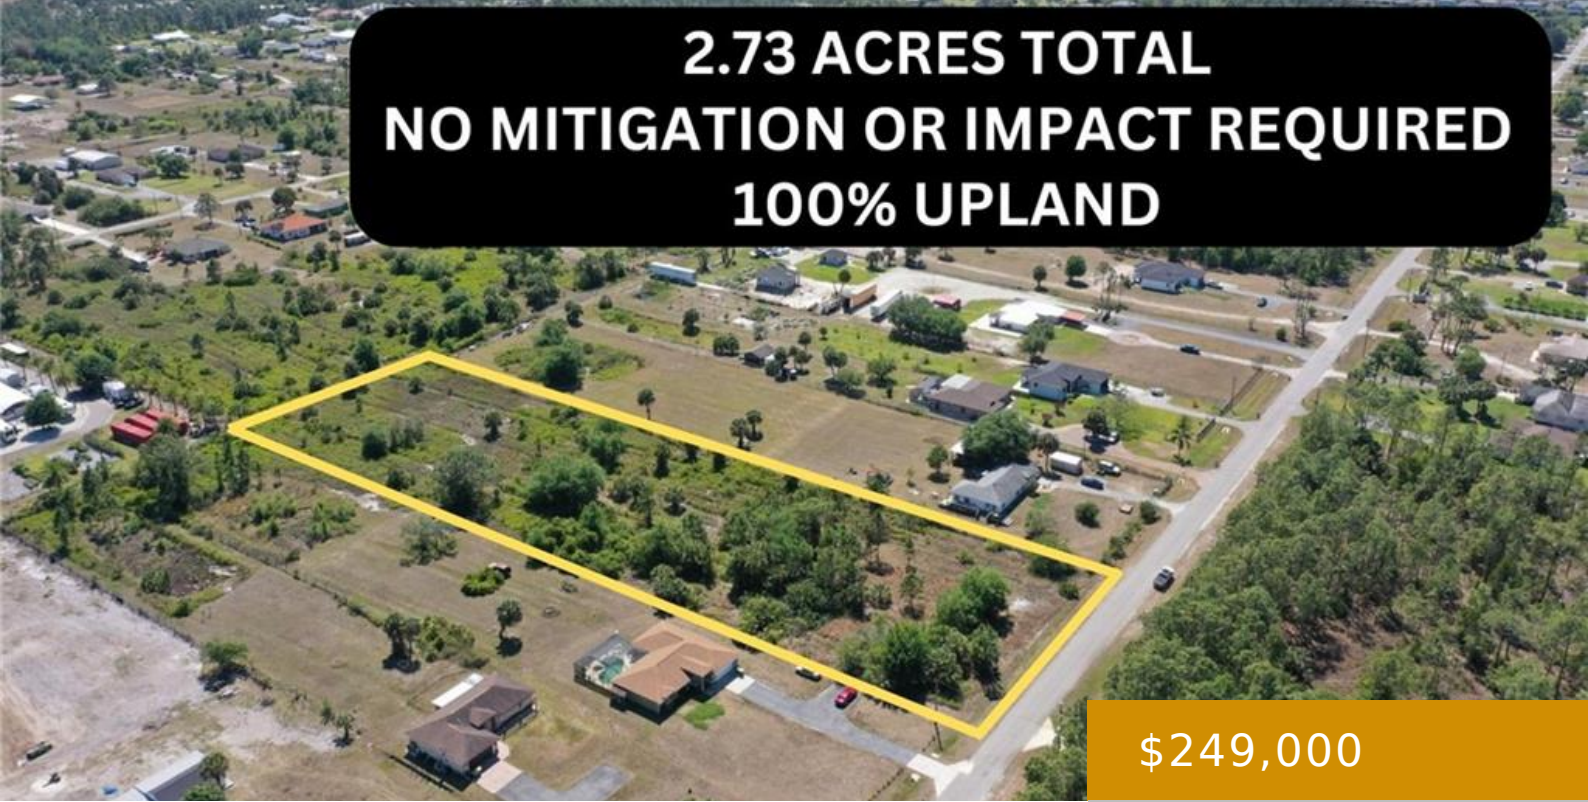 2.73 ACRES TOTAL
NO MITIGATION OR IMPACT REQUIRED
100% UPLAND
$249,000